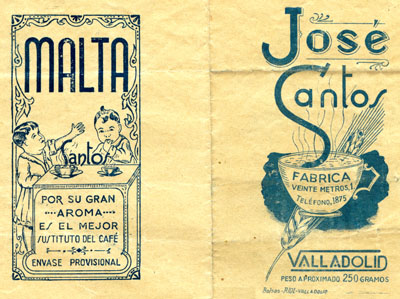 MALTA
Santos
POR SU GRAN
AROMA
ES EL MEJOR
SUSTITUTO DEL CAFÉ
ENVASE PROVISIONAL
José
Santos
FABRICA
VEINTE METROS, 1.
TELÉFONO, 1875
VALLADOLID
PESO APROXIMADO 250 GRAMOS
VALLADOLID